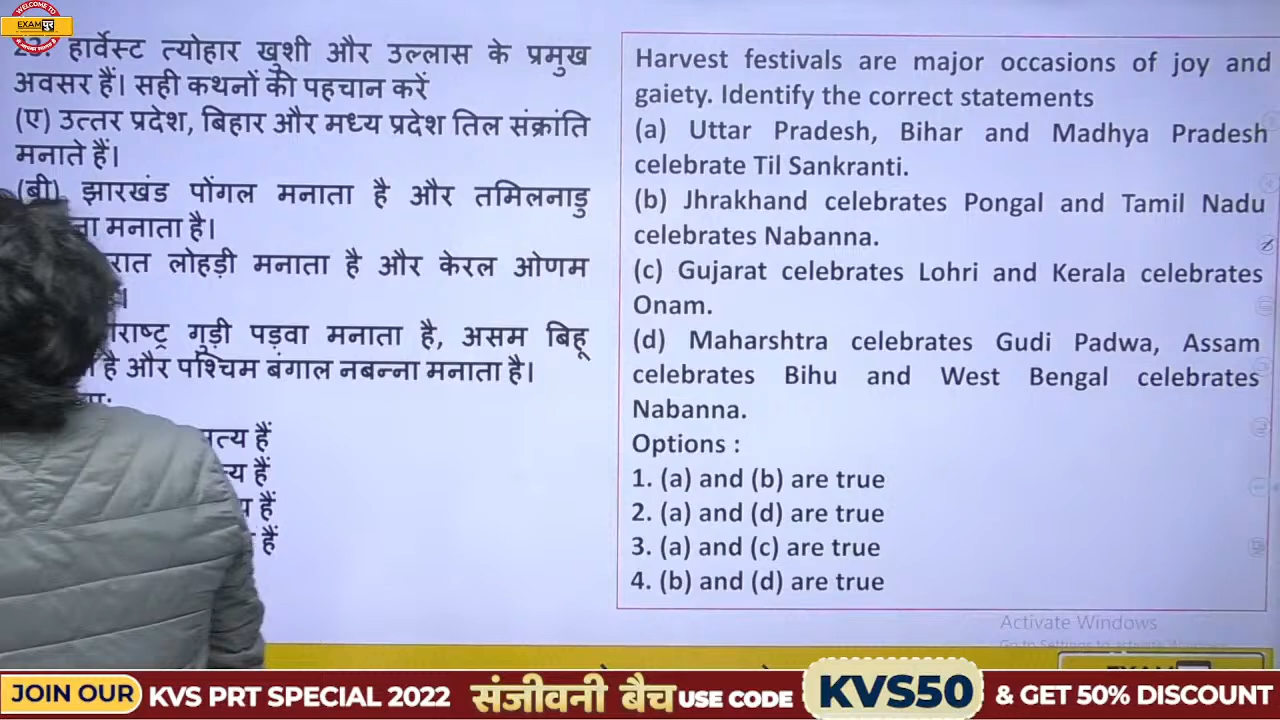 WELCOME TO
EXAM पुर
23. हार्वेस्ट त्योहार खुशी और उल्लास के प्रमुख
अवसर हैं। सही कथनों की पहचान करें
(ए) उत्तर प्रदेश, बिहार और मध्य प्रदेश तिल संक्रांति
मनाते हैं।
(बी) झारखंड पोंगल मनाता है और तमिलनाडु
मनाता है।
लोहड़ी मनाता है और केरल ओणम
गुड़ी पड़वा मनाता है, असम बिहू
है और पश्चिम बंगाल नबन्ना मनाता है।
हैं
हैं
हैं
हैं
Harvest festivals are major occasions of joy and
gaiety. Identify the correct statements
(a) Uttar Pradesh, Bihar and Madhya Pradesh
celebrate Til Sankranti.
(b) Jhrakhand celebrates Pongal and Tamil Nadu
celebrates Nabanna.
(c) Gujarat celebrates Lohri and Kerala celebrates
Onam.
(d) Maharshtra celebrates Gudi Padwa, Assam
celebrates Bihu and West Bengal celebrates
Nabanna.
Options :
1. (a) and (b) are true
2. (a) and (d) are true
3. (a) and (c) are true
4. (b) and (d) are true
Activate Windows
JOIN OUR KVS PRT SPECIAL 2022 संजीवनी बैच USE CODE KVS50 & GET 50% DISCOUNT